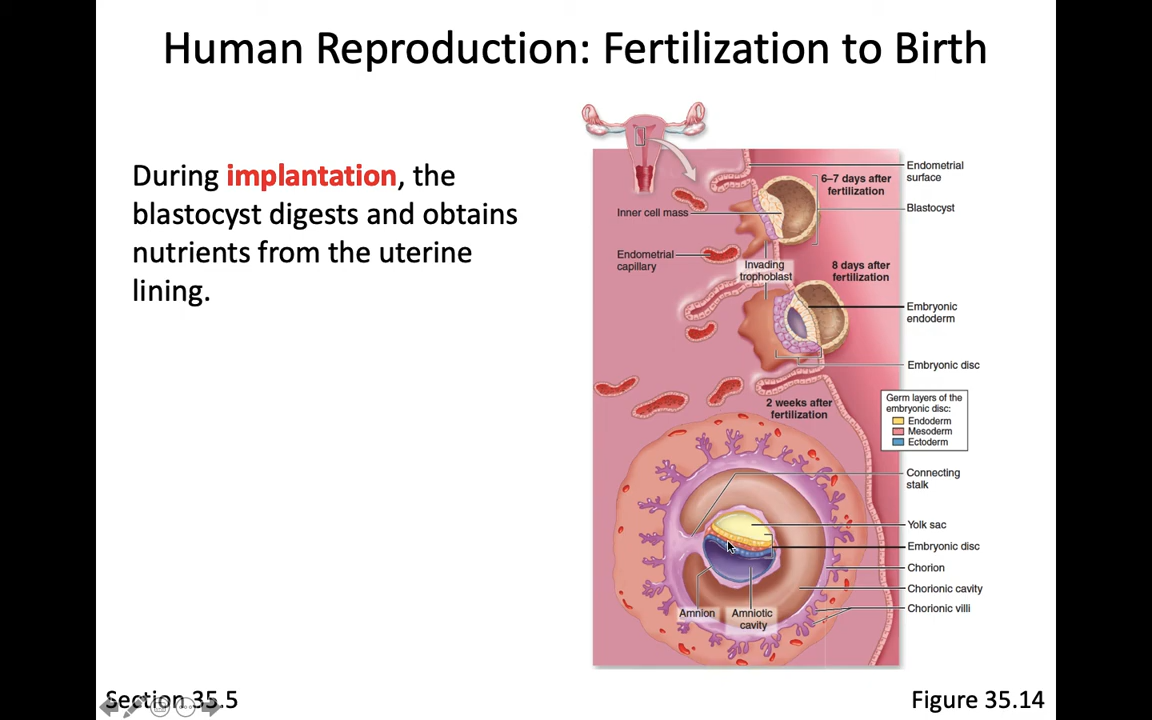 Human Reproduction: Fertilization to Birth
During implantation, the
blastocyst digests and obtains
nutrients from the uterine
lining.
Endometrial
surface
6–7 days after
fertilization
Blastocyst
Inner cell mass
Endometrial
capillary
Invading
trophoblast
8 days after
fertilization
Embryonic
endoderm
Embryonic disc
2 weeks after
fertilization
Germ layers of the
embryonic disc:
Endoderm
Mesoderm
Ectoderm
Connecting
stalk
Yolk sac
Embryonic disc
Chorion
Chorionic cavity
Chorionic villi
Amnion
Amniotic
cavity
Section 35.5
Figure 35.14